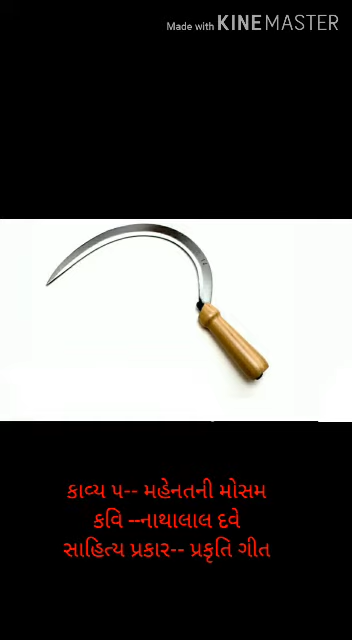 Made with KINEMASTER
કાવ્ય ૫-- મહેનતની મોસમ
કવિ --નાથાલાલ દવે
સાહિત્ય પ્રકાર-- પ્રકૃતિ ગીત